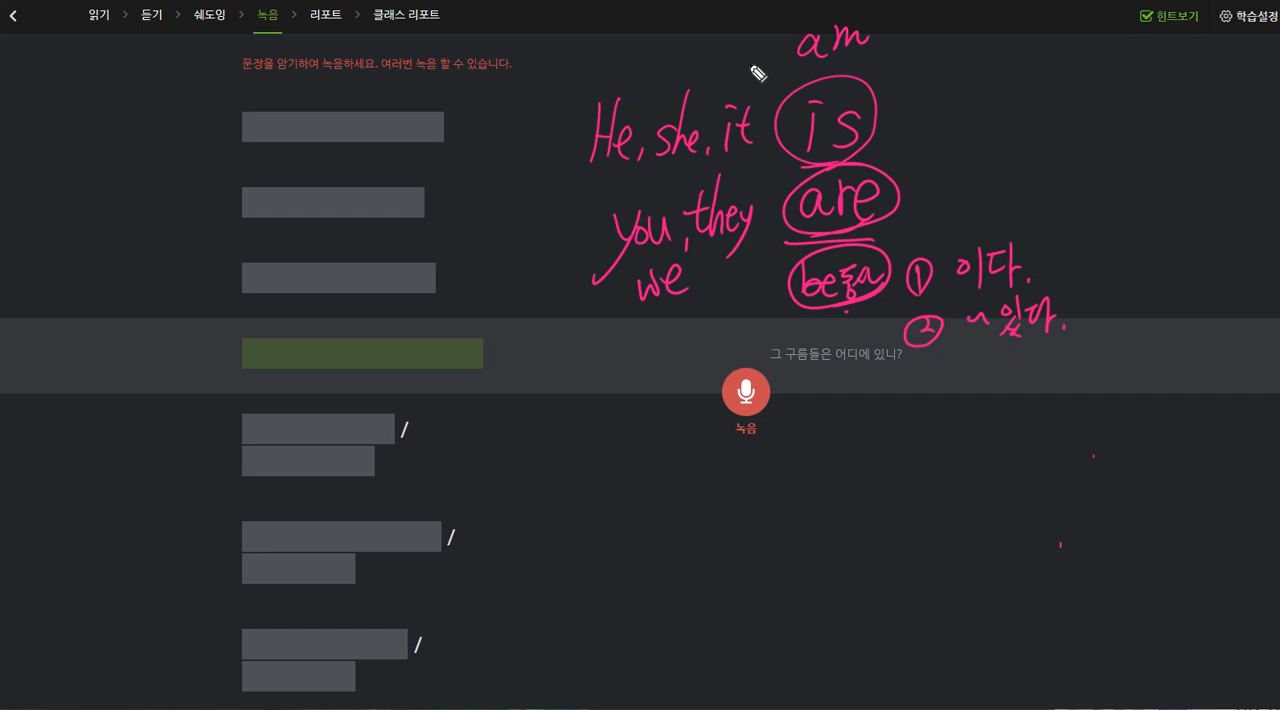 읽기 > 듣기 > 쉐도잉 > 녹음 > 리포트 > 클래스 리포트 힌트보기 학습설정
문장을 암기하여 녹음하세요. 여러번 녹음 할 수 있습니다.
am
He, she, it is
you, they are
we be동사 ① 이다.
② ~ 있다.
그 구름들은 어디에 있니?
녹음
/
/
/